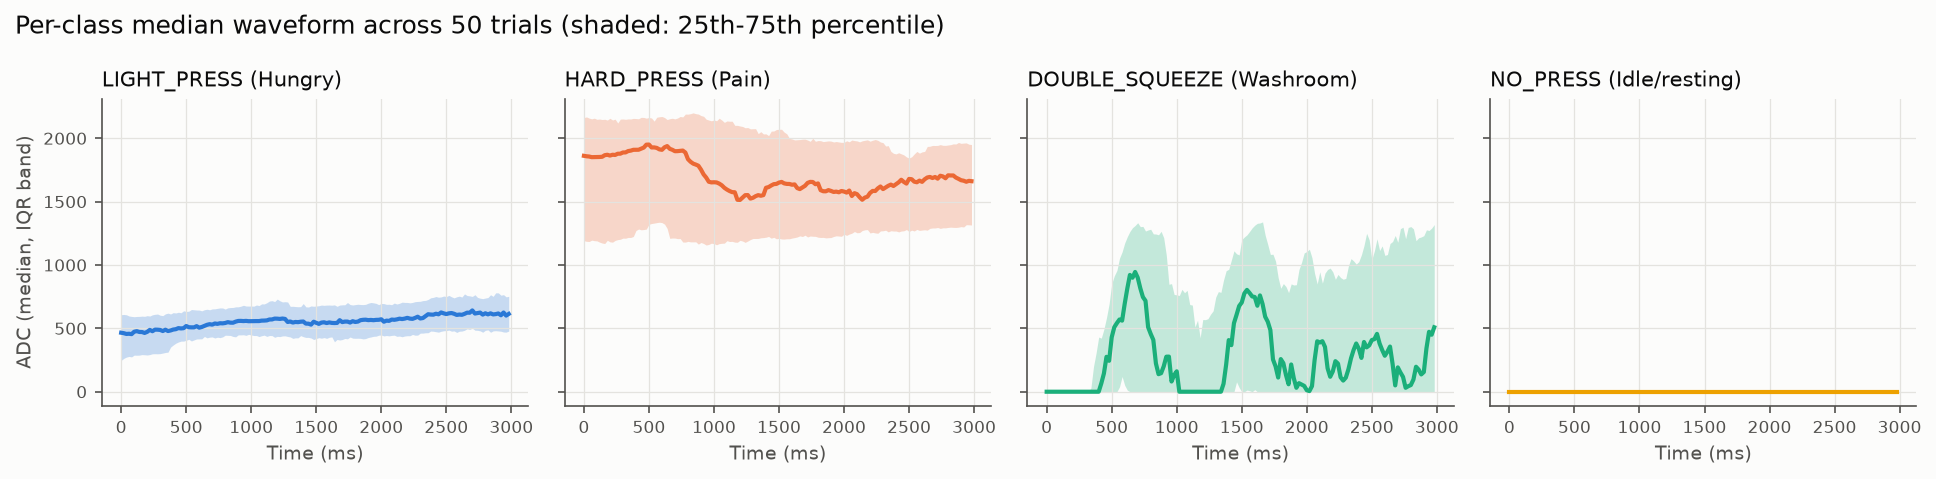 Per-class median waveform across 50 trials (shaded: 25th-75th percentile)
LIGHT_PRESS (Hungry)
HARD_PRESS (Pain)
DOUBLE_SQUEEZE (Washroom)
NO_PRESS (Idle/resting)
ADC (median, IQR band)
2000
1500
1000
500
0
0 500 1000 1500 2000 2500 3000
0 500 1000 1500 2000 2500 3000
0 500 1000 1500 2000 2500 3000
0 500 1000 1500 2000 2500 3000
Time (ms)
Time (ms)
Time (ms)
Time (ms)